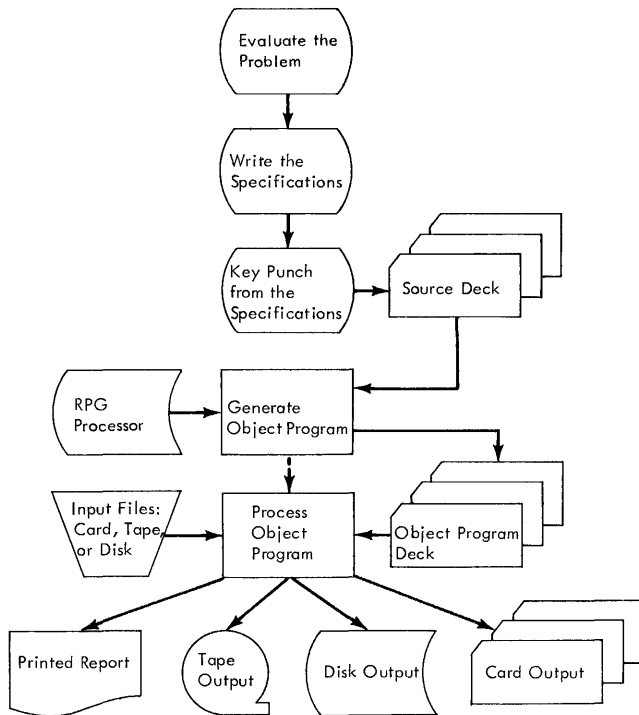 Evaluate the
Problem
Write the
Specifications
Key Punch
from the
Specifications
Source Deck
RPG
Processor
Generate
Object Program
Input Files:
Card, Tape
or Disk
Process
Object
Program
Object Program
Deck
Printed Report
Tape
Output
Disk Output
Card Output